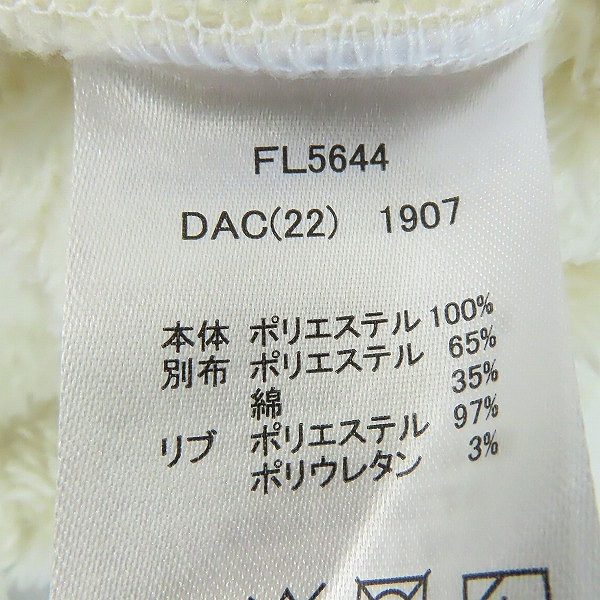 FL5644
DAC(22) 1907
本体 ポリエステル 100%
別布 ポリエステル 65%
綿 35%
リブ ポリエステル 97%
ポリウレタン 3%